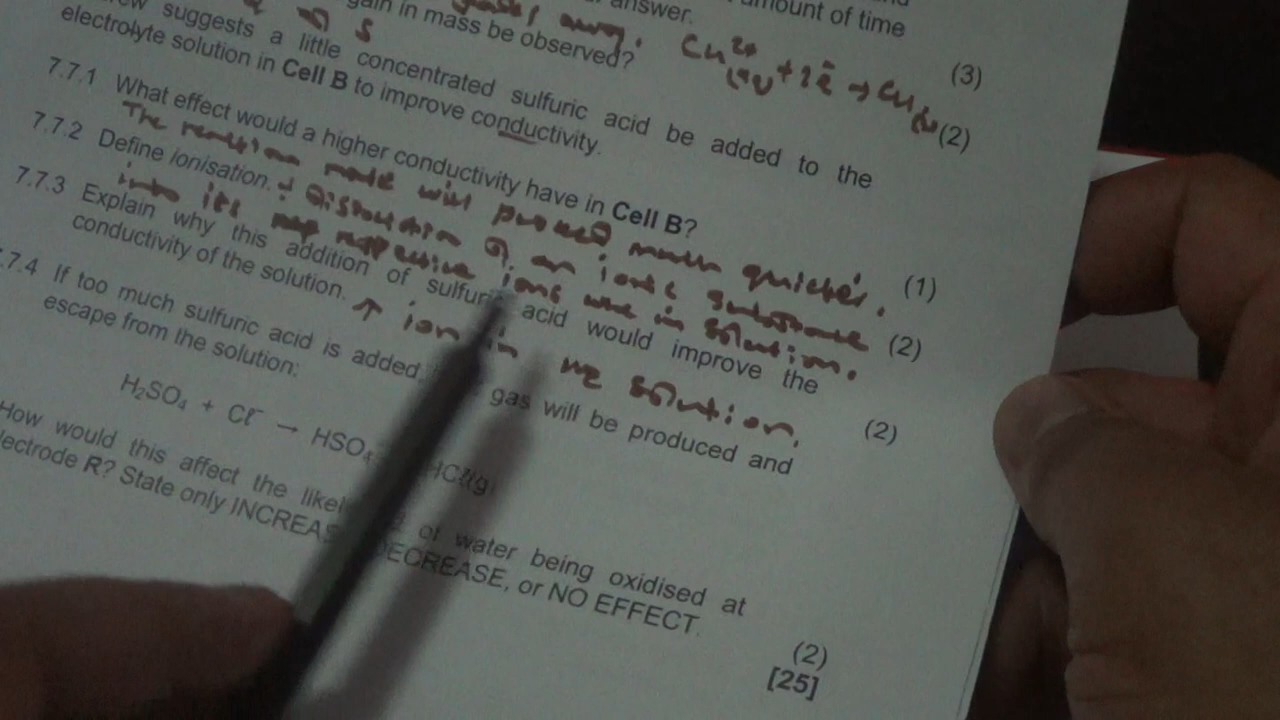 answer. amount of time
gain in mass be observed? (3)
away. Cu²⁺ + 2e⁻ → Cu (2)
suggests a little concentrated sulfuric acid be added to the
electrolyte solution in Cell B to improve conductivity.
7.7.1 What effect would a higher conductivity have in Cell B?
The reaction rate will proceed much quicker. (1)
7.7.2 Define ionisation. Dissociation of an ionic substance
into its respective ions in solution. (2)
7.7.3 Explain why this addition of sulfuric acid would improve the
conductivity of the solution. ↑ ions in solution. (2)
7.4 If too much sulfuric acid is added, gas will be produced and
escape from the solution:
H₂SO₄ + Cℓ⁻ → HSO₄ HCℓ(g)
How would this affect the of water being oxidised at
electrode R? State only INCREASE, DECREASE, or NO EFFECT.
(2)
[25]